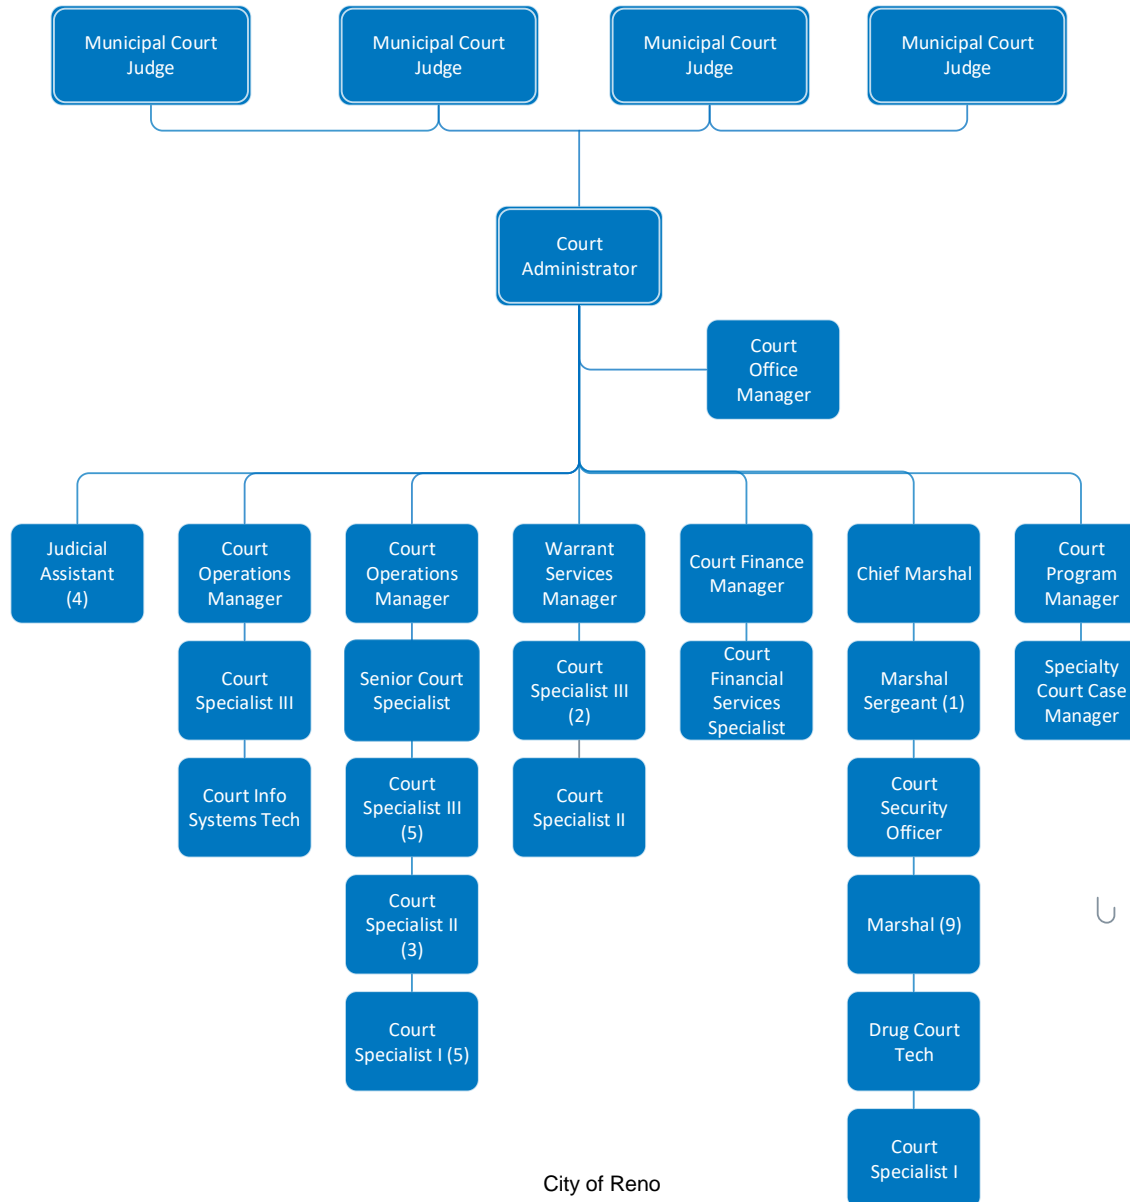 Municipal Court
Judge
Municipal Court
Judge
Municipal Court
Judge
Municipal Court
Judge
Court
Administrator
Court
Office
Manager
Judicial
Assistant
(4)
Court
Operations
Manager
Court
Operations
Manager
Warrant
Services
Manager
Court Finance
Manager
Chief Marshal
Court
Program
Manager
Court
Specialist III
Senior Court
Specialist
Court
Specialist III
(2)
Court
Financial
Services
Specialist
Marshal
Sergeant (1)
Specialty
Court Case
Manager
Court Info
Systems Tech
Court
Specialist III
(5)
Court
Specialist II
Court
Security
Officer
Court
Specialist II
(3)
Marshal (9)
Court
Specialist I (5)
Drug Court
Tech
Court
Specialist I
City of Reno